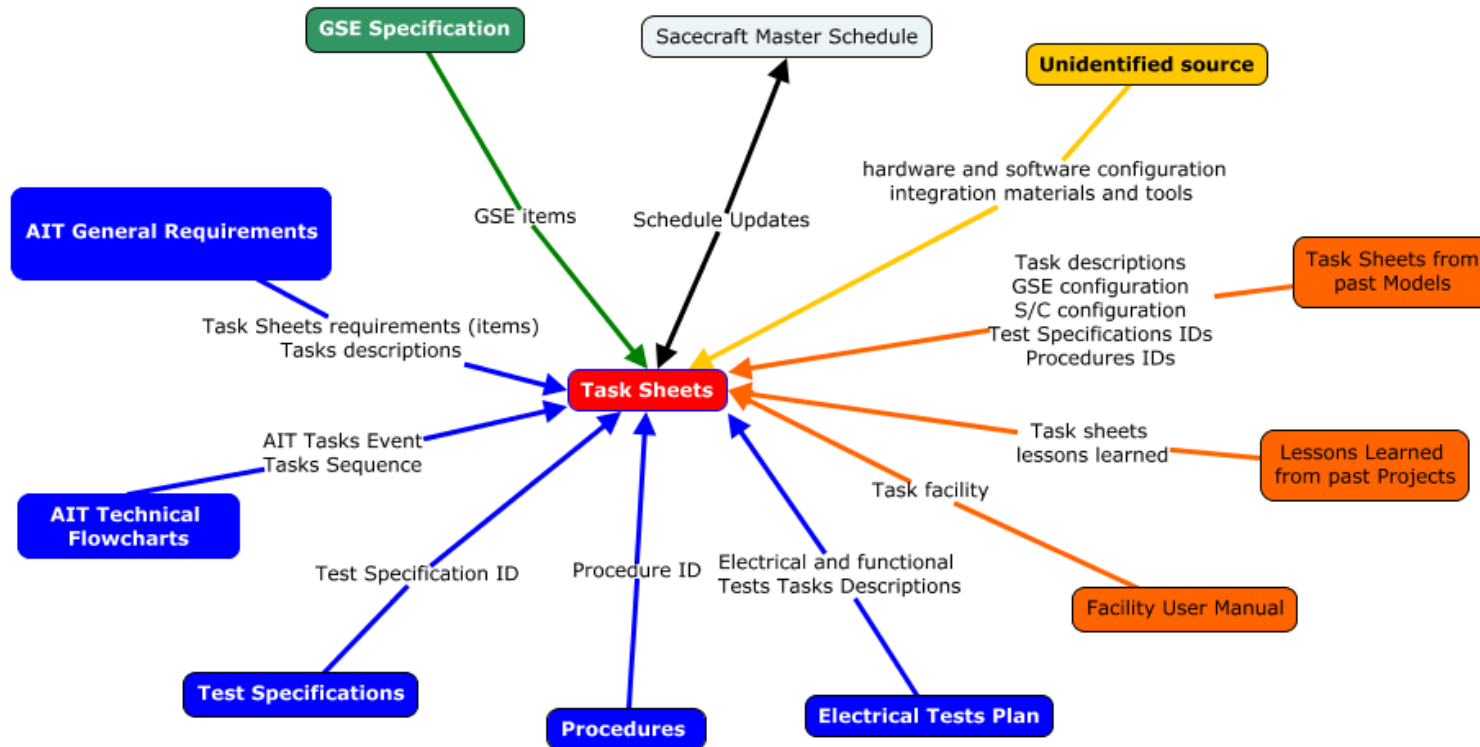 GSE Specification
Sacecraft Master Schedule
Unidentified source
hardware and software configuration
integration materials and tools
AIT General Requirements
GSE items
Schedule Updates
Task descriptions
GSE configuration
S/C configuration
Test Specifications IDs
Procedures IDs
Task Sheets from
past Models
Task Sheets requirements (items)
Tasks descriptions
Task Sheets
AIT Tasks Event
Tasks Sequence
Task sheets
lessons learned
Lessons Learned
from past Projects
Task facility
AIT Technical
Flowcharts
Test Specification ID
Procedure ID
Electrical and functional
Tests Tasks Descriptions
Facility User Manual
Test Specifications
Procedures
Electrical Tests Plan